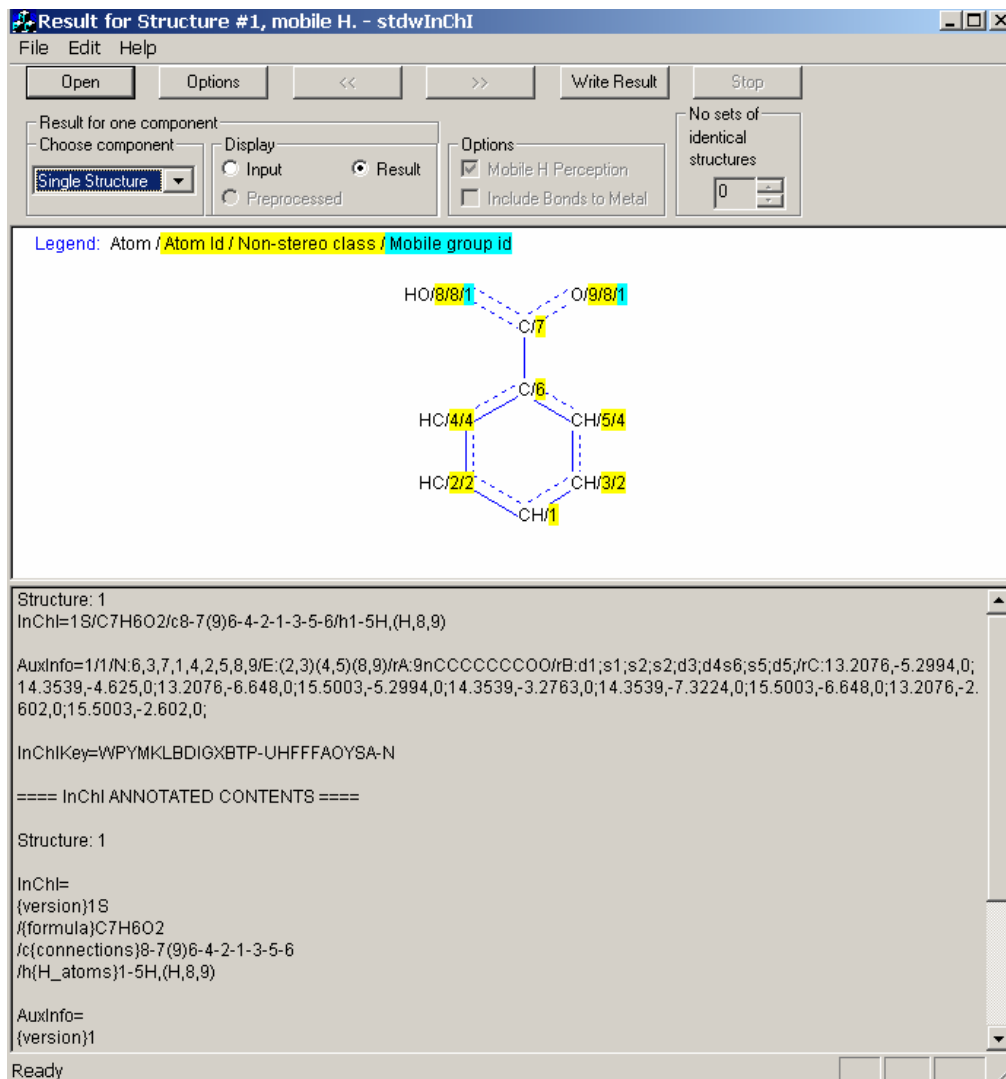 Result for Structure #1, mobile H. - stdwInChI
File Edit Help
Open Options << >> Write Result Stop
Result for one component
Choose component
Single Structure
Display
Input
Result
Preprocessed
Options
Mobile H Perception
Include Bonds to Metal
No sets of
identical
structures
0
Legend: Atom / Atom Id / Non-stereo class / Mobile group id
HO/8/8/1 O/9/8/1
C/7
C/6
HC/4/4 CH/5/4
HC/2/2 CH/3/2
CH/1
Structure: 1
InChI=1S/C7H6O2/c8-7(9)6-4-2-1-3-5-6/h1-5H,(H,8,9)
AuxInfo=1/1/N:6,3,7,1,4,2,5,8,9/E:(2,3)(4,5)(8,9)/rA:9nCCCCCCCOO/rB:d1;s1;s2;s2;d3;d4s6;s5;d5;/rC:13.2076,-5.2994,0;
14.3539,-4.625,0;13.2076,-6.648,0;15.5003,-5.2994,0;14.3539,-3.2763,0;14.3539,-7.3224,0;15.5003,-6.648,0;13.2076,-2.
602,0;15.5003,-2.602,0;
InChIKey=WPYMKLBDIGXBTP-UHFFFAOYSA-N
==== InChI ANNOTATED CONTENTS ====
Structure: 1
InChI=
{version}1S
/{formula}C7H6O2
/c{connections}8-7(9)6-4-2-1-3-5-6
/h{H_atoms}1-5H,(H,8,9)
AuxInfo=
{version}1
Ready